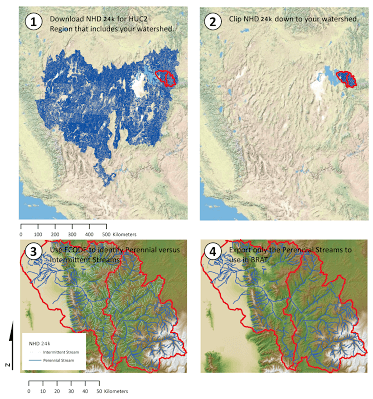 1 Download NHD 24k for HUC2
Region that includes your watershed.
2 Clip NHD 24k down to your watershed.
0 100 200 300 400 500 Kilometers
3 Use FCODE to identify Perennial versus
Intermittent Streams
4 Export only the Perennial Streams to
use in BRAT
NHD 24k
Intermittent Stream
Perennial Stream
N
0 10 20 30 40 50 Kilometers